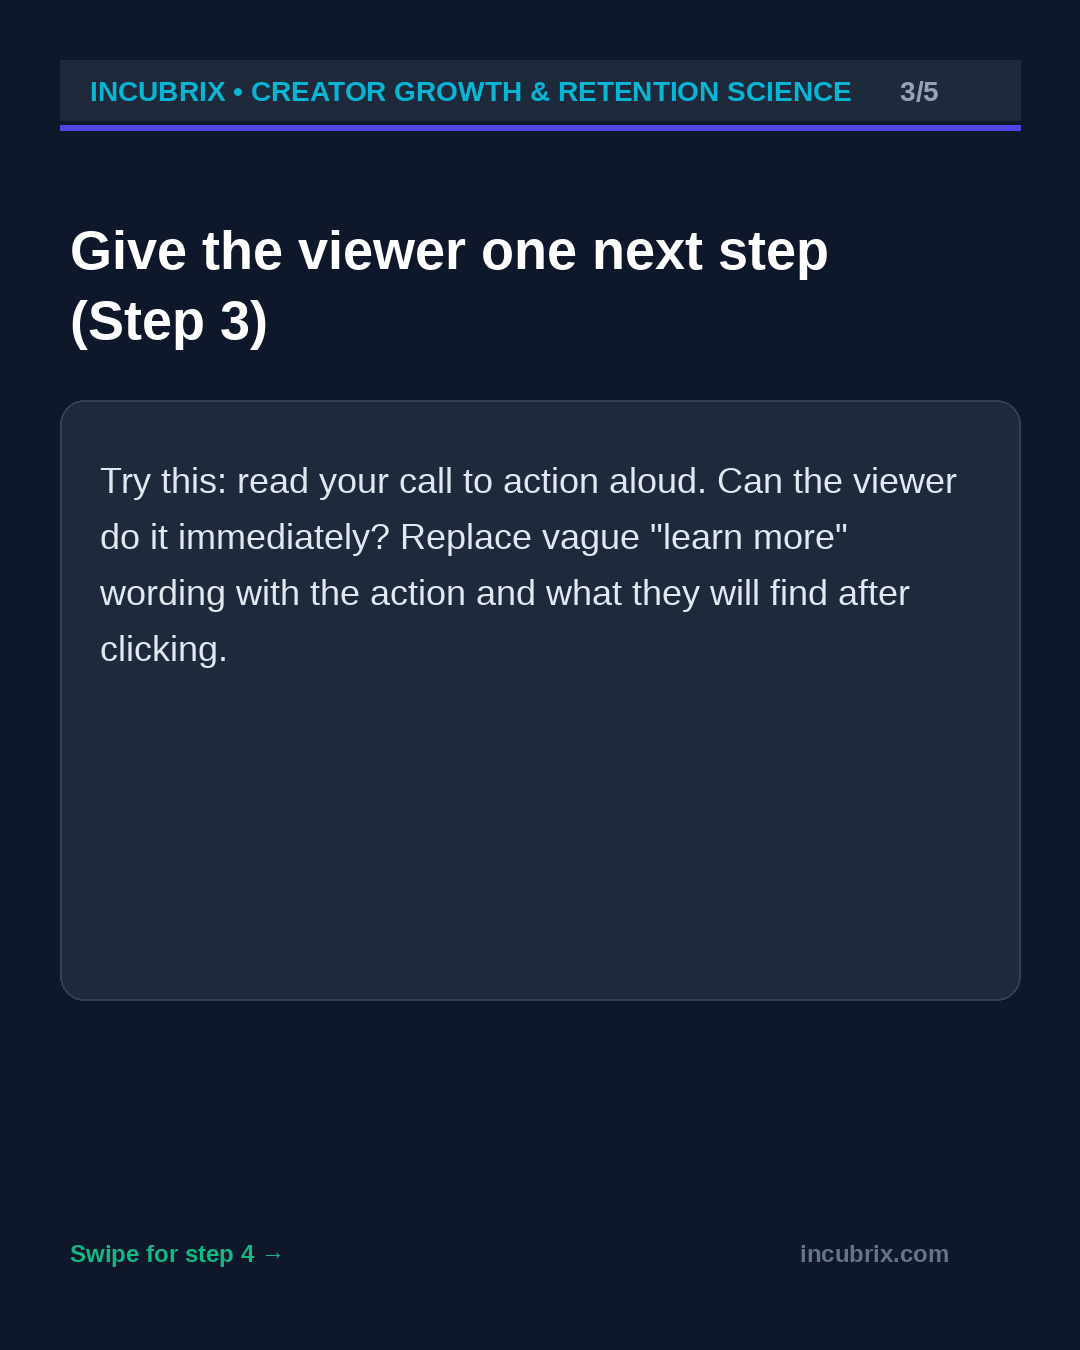 INCUBRIX • CREATOR GROWTH & RETENTION SCIENCE 3/5
Give the viewer one next step
(Step 3)
Try this: read your call to action aloud. Can the viewer
do it immediately? Replace vague "learn more"
wording with the action and what they will find after
clicking.
Swipe for step 4 → incubrix.com